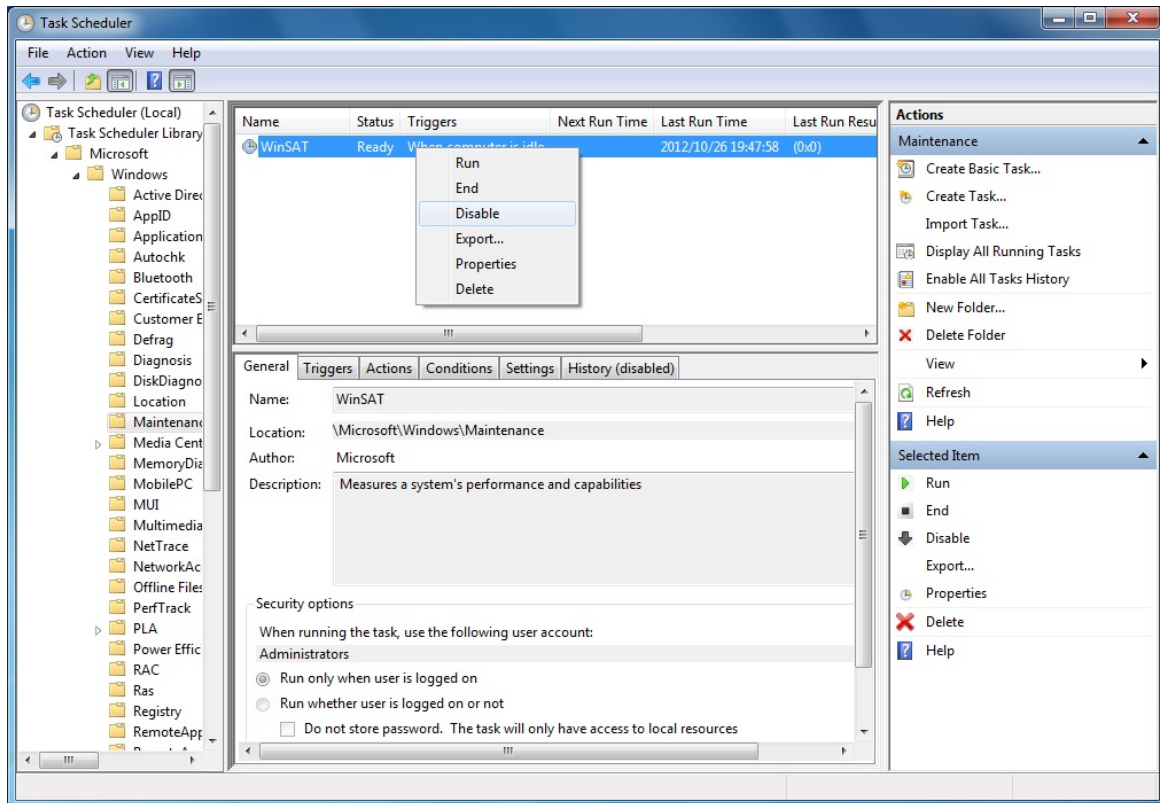 Task Scheduler
File Action View Help
Task Scheduler (Local)
Task Scheduler Library
Microsoft
Windows
Active Direc
AppID
Application
Autochk
Bluetooth
CertificateS
Customer E
Defrag
Diagnosis
DiskDiagno
Location
Maintenanc
Media Cent
MemoryDia
MobilePC
MUI
Multimedia
NetTrace
NetworkAc
Offline Files
PerfTrack
PLA
Power Effic
RAC
Ras
Registry
RemoteApp
Name Status Triggers Next Run Time Last Run Time Last Run Resu
WinSAT Ready When computer is idle 2012/10/26 19:47:58 (0x0)
Run
End
Disable
Export...
Properties
Delete
General Triggers Actions Conditions Settings History (disabled)
Name: WinSAT
Location: \Microsoft\Windows\Maintenance
Author: Microsoft
Description: Measures a system's performance and capabilities
Security options
When running the task, use the following user account:
Administrators
Run only when user is logged on
Run whether user is logged on or not
Do not store password. The task will only have access to local resources
Actions
Maintenance
Create Basic Task...
Create Task...
Import Task...
Display All Running Tasks
Enable All Tasks History
New Folder...
Delete Folder
View
Refresh
Help
Selected Item
Run
End
Disable
Export...
Properties
Delete
Help